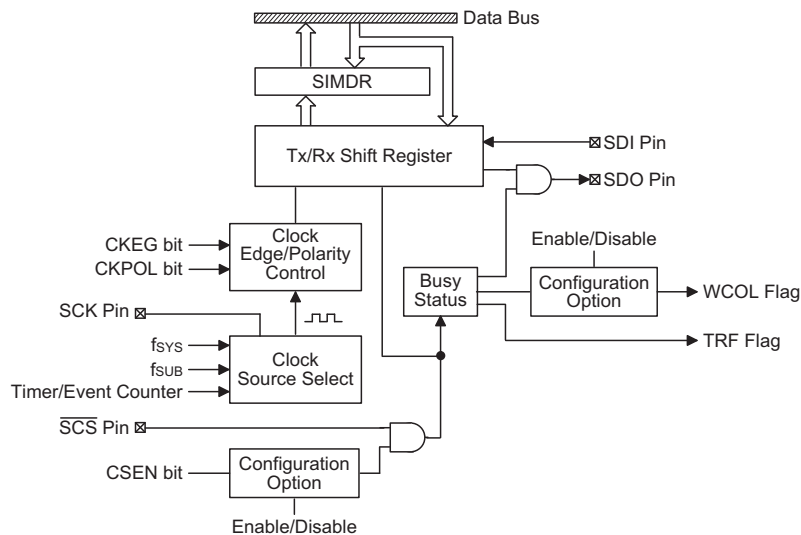 Data Bus
SIMDR
Tx/Rx Shift Register
SDI Pin
SDO Pin
CKEG bit
CKPOL bit
Clock
Edge/Polarity
Control
Enable/Disable
Busy
Status
Configuration
Option
WCOL Flag
SCK Pin
TRF Flag
fSYS
fSUB
Timer/Event Counter
Clock
Source Select
SCS Pin
CSEN bit
Configuration
Option
Enable/Disable